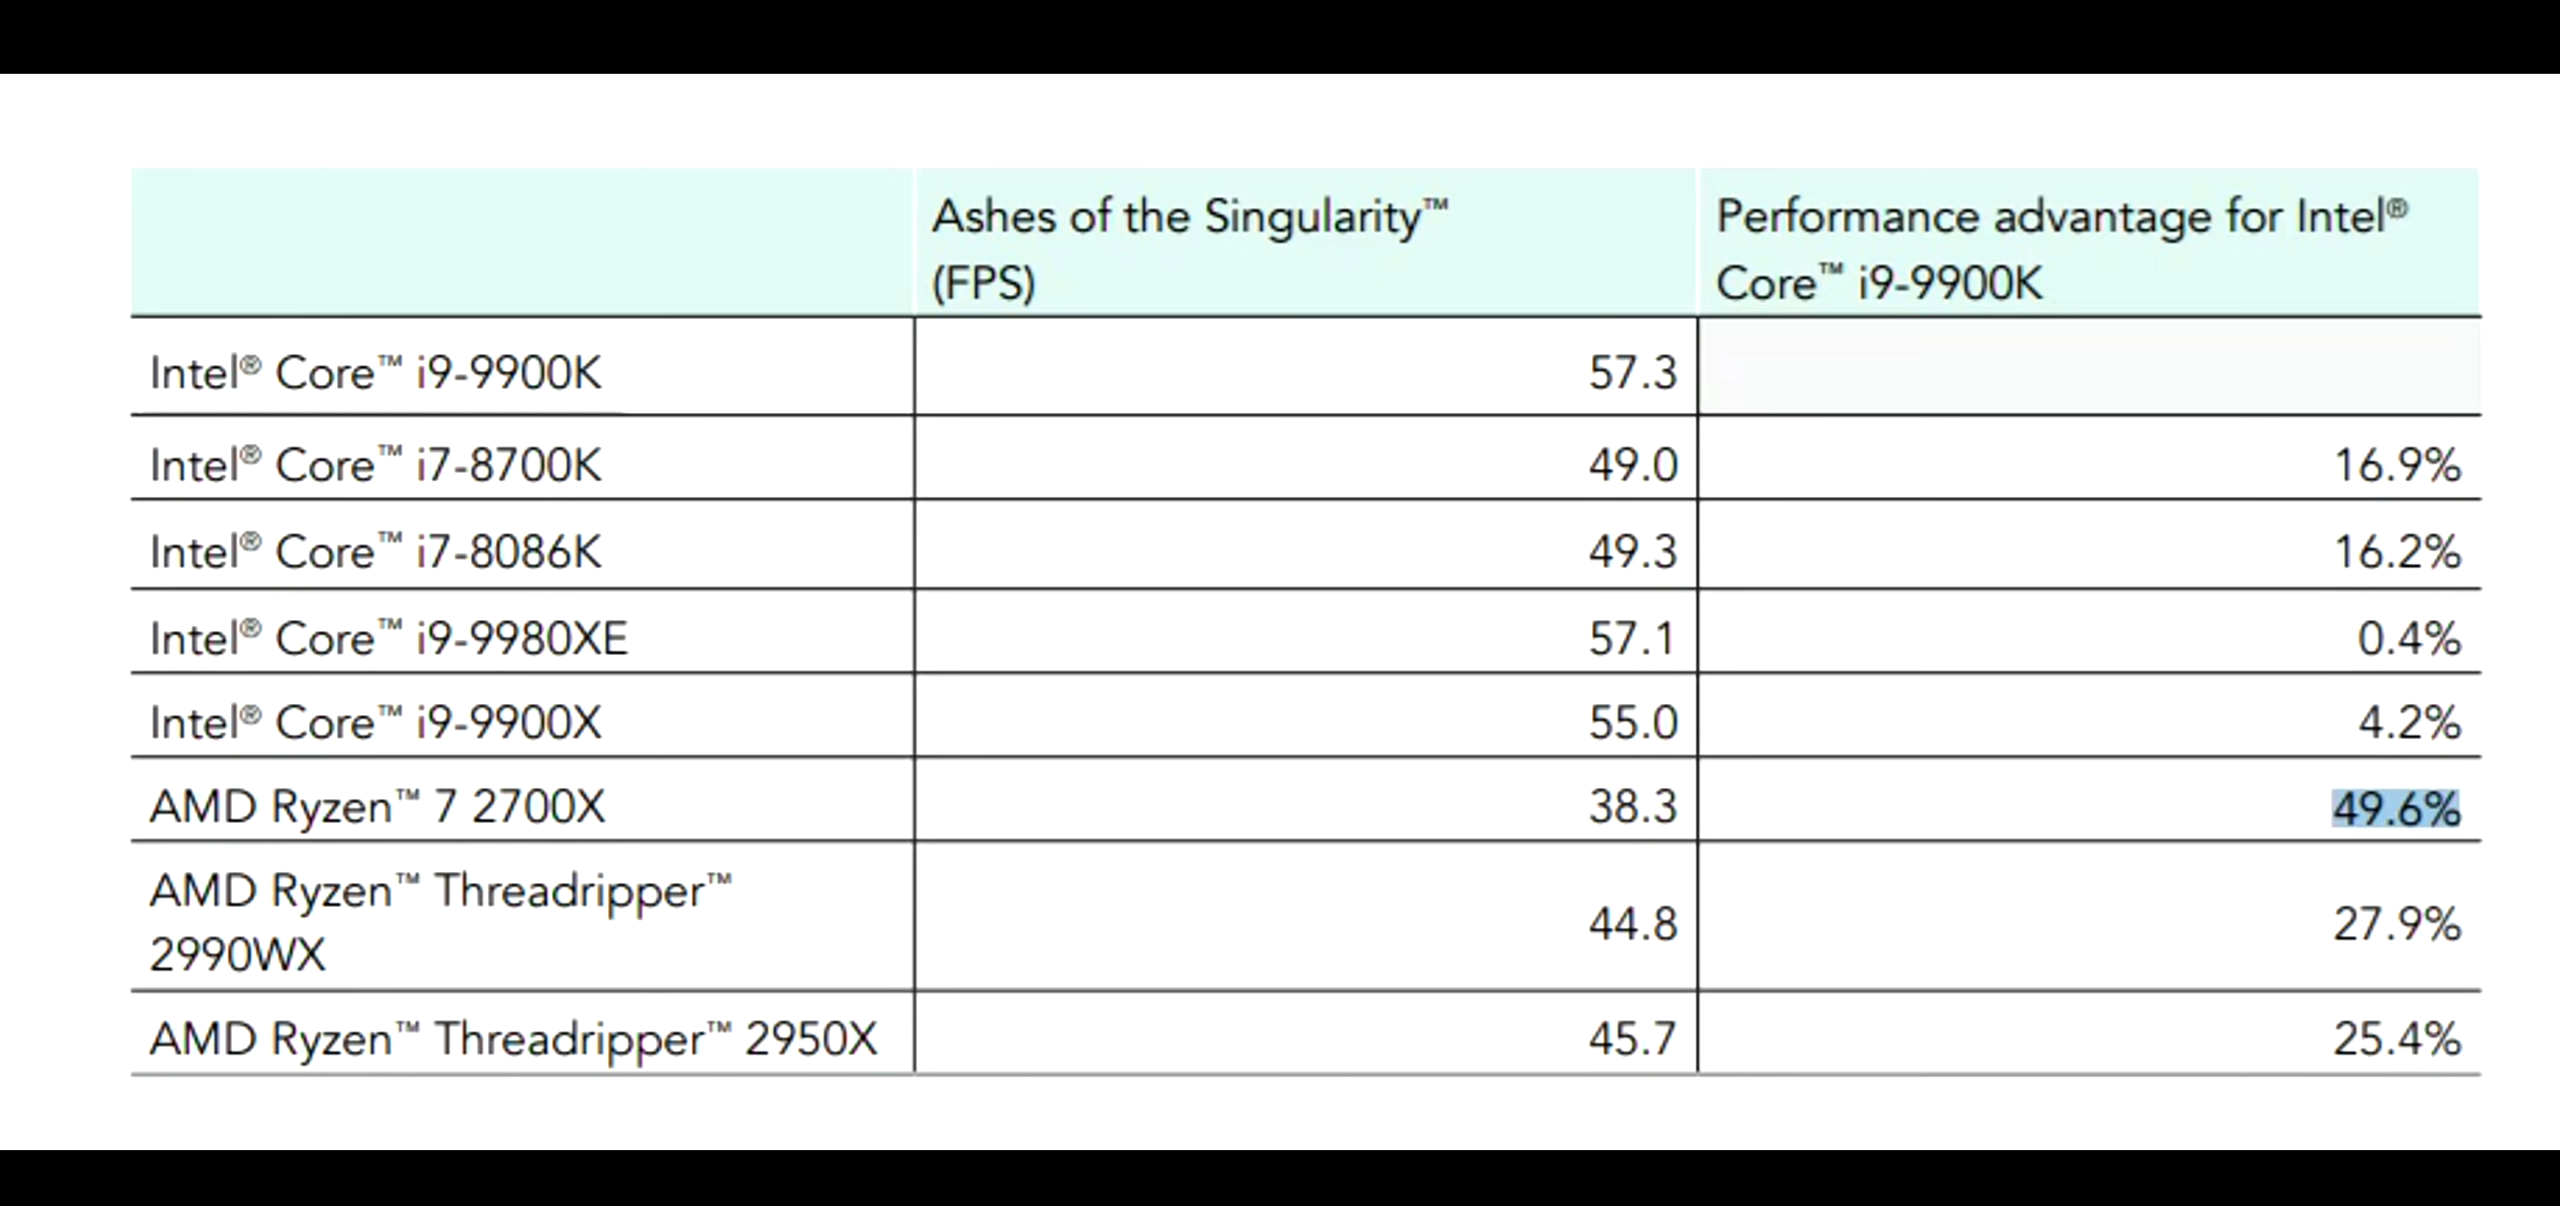 Ashes of the Singularity™
(FPS)
Performance advantage for Intel®
Core™ i9-9900K
Intel® Core™ i9-9900K 57.3
Intel® Core™ i7-8700K 49.0 16.9%
Intel® Core™ i7-8086K 49.3 16.2%
Intel® Core™ i9-9980XE 57.1 0.4%
Intel® Core™ i9-9900X 55.0 4.2%
AMD Ryzen™ 7 2700X 38.3 49.6%
AMD Ryzen™ Threadripper™
2990WX 44.8 27.9%
AMD Ryzen™ Threadripper™ 2950X 45.7 25.4%